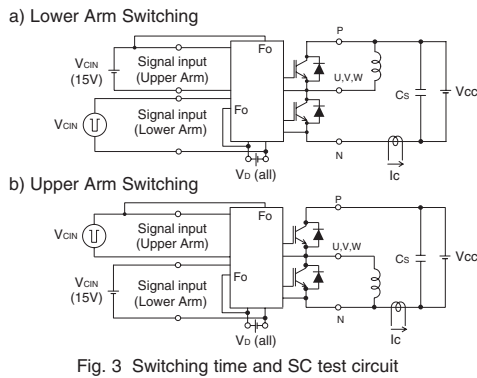 a) Lower Arm Switching
P
Fo
VCIN
(15V)
Signal input
(Upper Arm)
U,V,W
CS
VCC
VCIN
Signal input
(Lower Arm)
Fo
N
IC
VD (all)
b) Upper Arm Switching
P
Fo
VCIN
Signal input
(Upper Arm)
U,V,W
CS
VCC
VCIN
(15V)
Signal input
(Lower Arm)
Fo
N
IC
VD (all)
Fig. 3 Switching time and SC test circuit